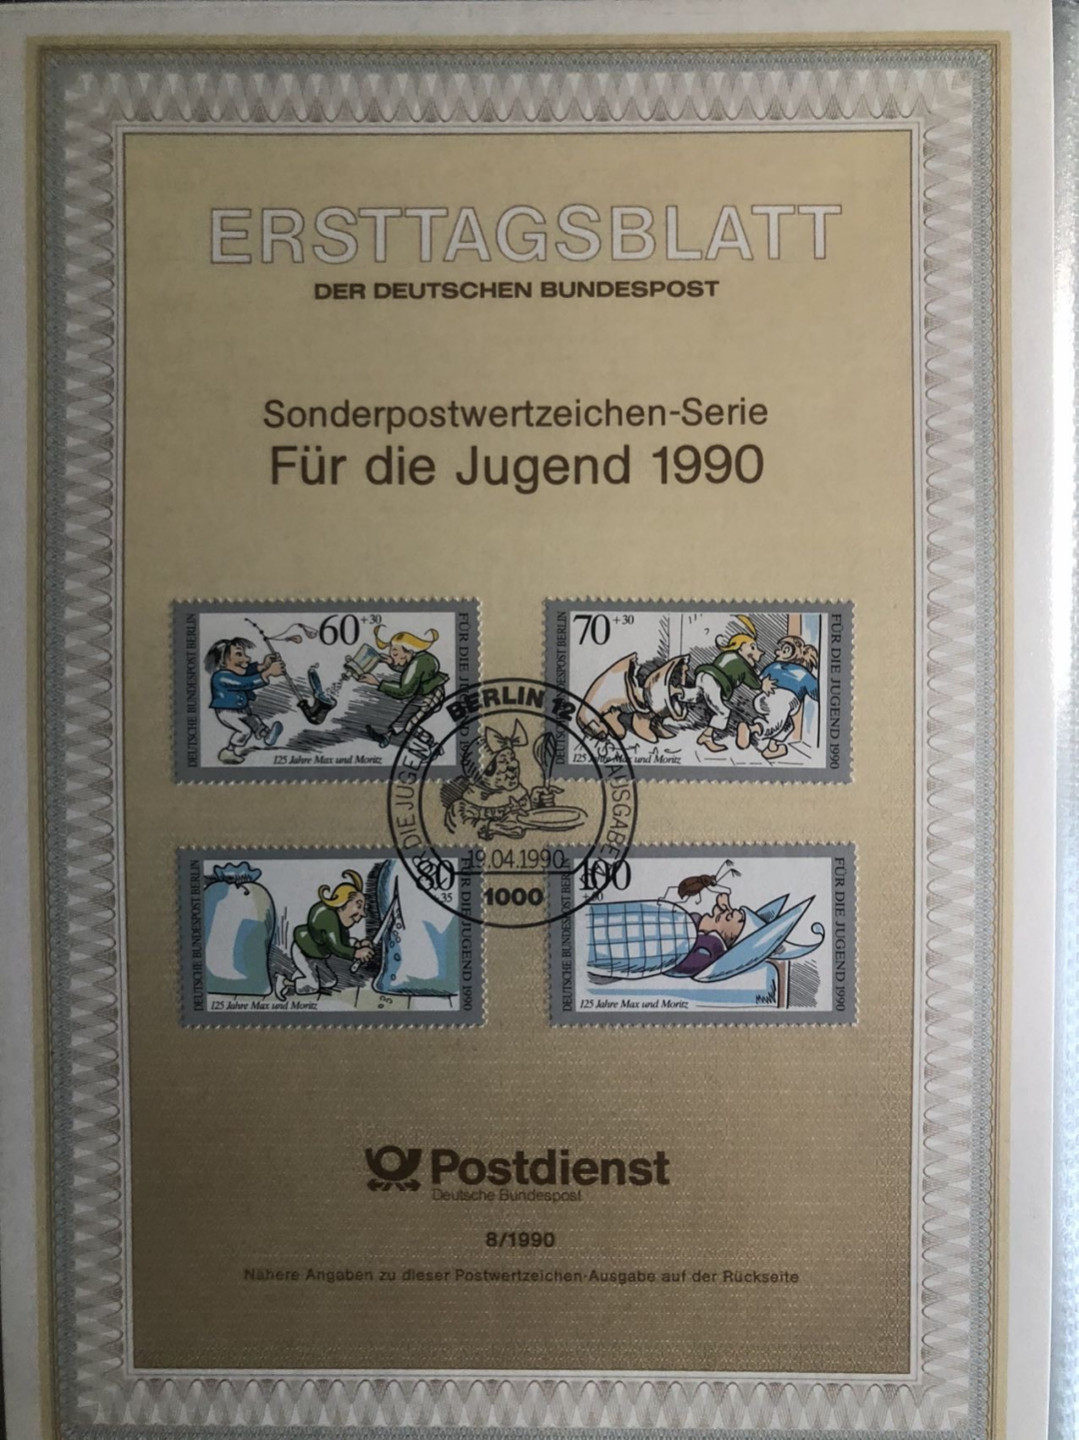 ERSTTAGSBLATT
DER DEUTSCHEN BUNDESPOST
Sonderpostwertzeichen-Serie
Für die Jugend 1990
DEUTSCHE BUNDESPOST BERLIN
60+30
FÜR DIE JUGEND 1990
125 Jahre Max und Moritz
DEUTSCHE BUNDESPOST BERLIN
70+30
FÜR DIE JUGEND 1990
125 Jahre Max und Moritz
BERLIN 12
FÜR DIE JUGEND
ERSTAUSGABE
19.04.1990
1000
DEUTSCHE BUNDESPOST BERLIN
80
35
FÜR DIE JUGEND 1990
125 Jahre Max und Moritz
DEUTSCHE BUNDESPOST BERLIN
100
FÜR DIE JUGEND 1990
125 Jahre Max und Moritz
Postdienst
Deutsche Bundespost
8/1990
Nähere Angaben zu dieser Postwertzeichen-Ausgabe auf der Rückseite